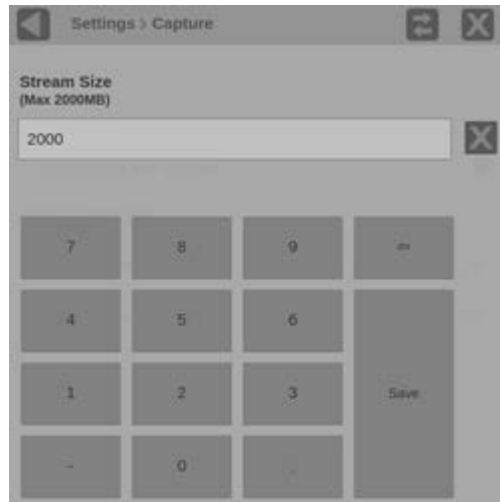 Settings > Capture
Stream Size
(Max 2000MB)
2000
7 8 9
4 5 6
1 2 3 Save
- 0 .